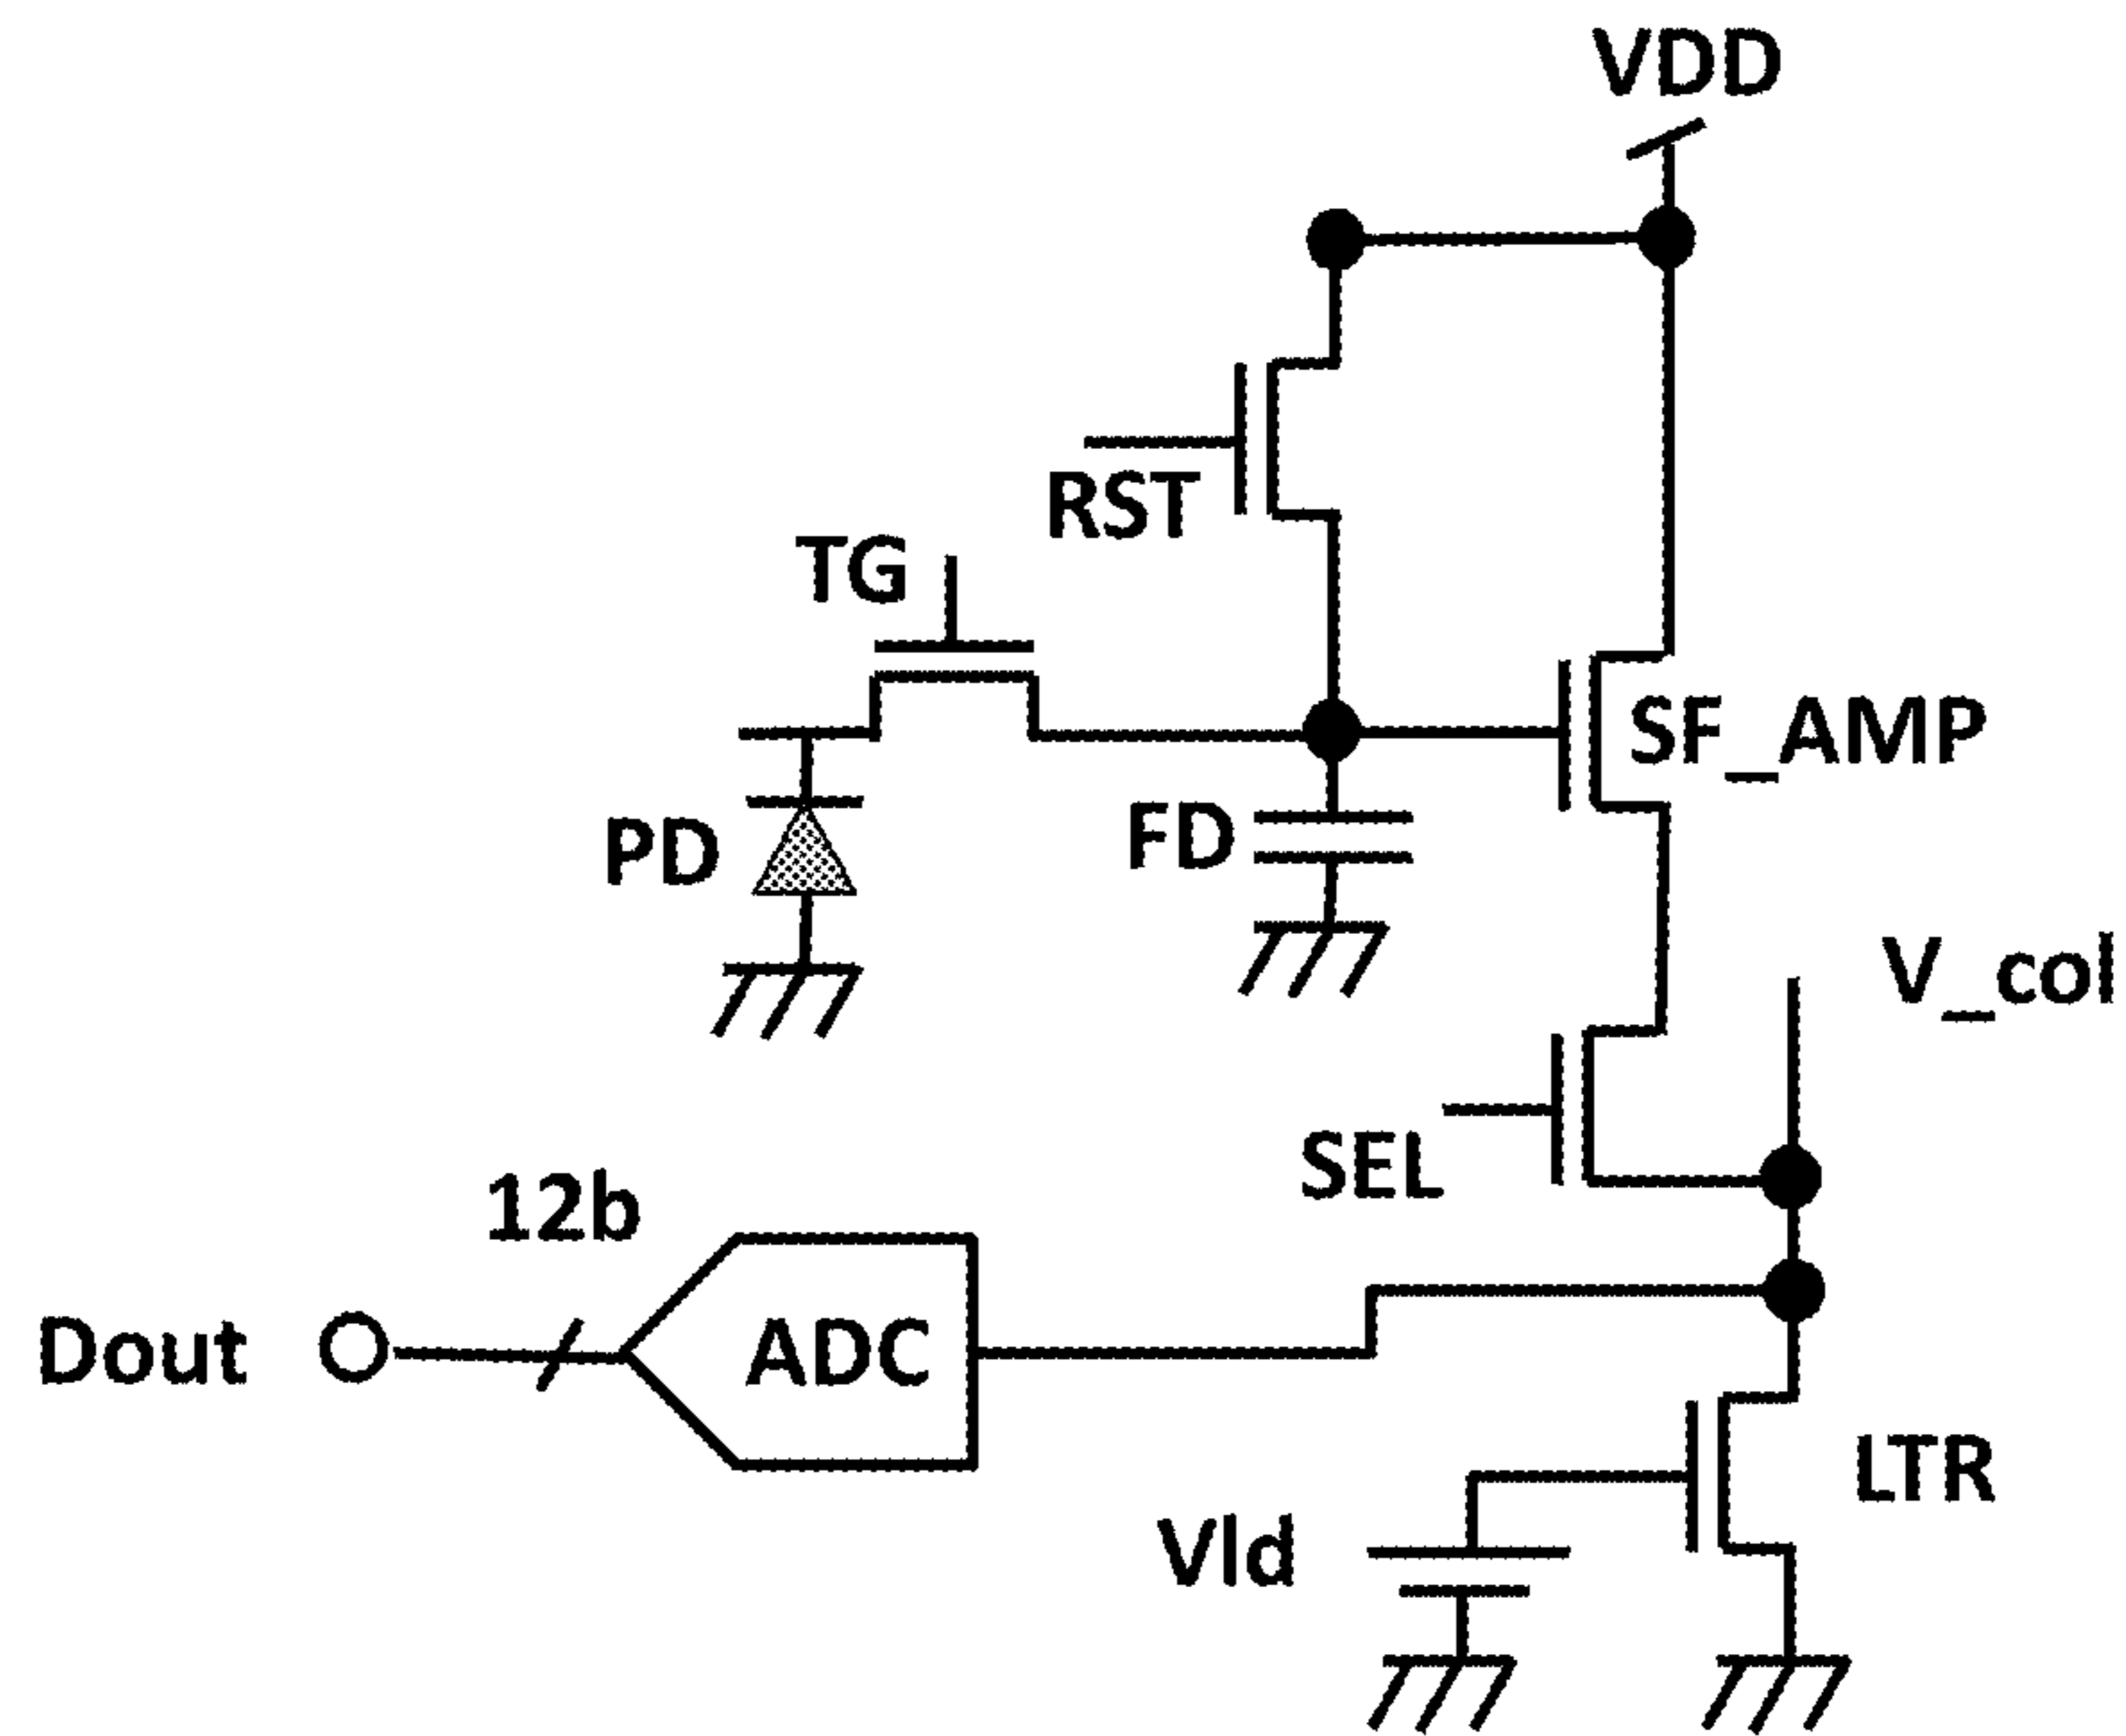 VDD
RST
TG
SF_AMP
PD
FD
V_col
SEL
12b
Dout
ADC
LTR
Vld